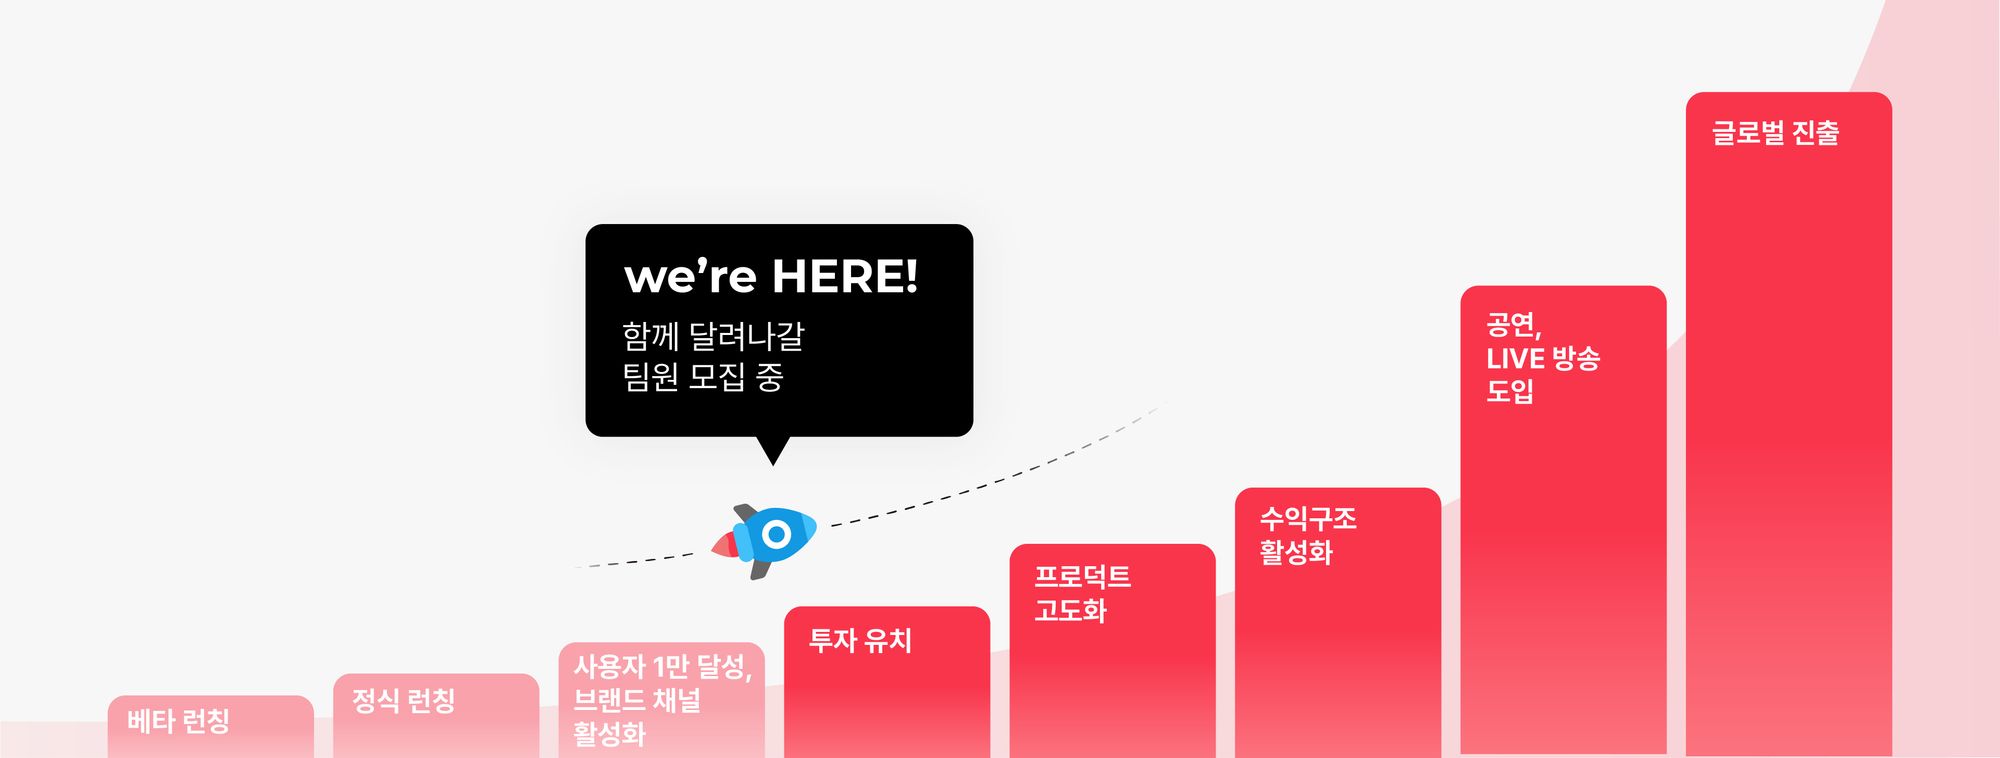 we're HERE!
함께 달려나갈
팀원 모집 중
베타 런칭
정식 런칭
사용자 1만 달성,
브랜드 채널
활성화
투자 유치
프로덕트
고도화
수익구조
활성화
공연,
LIVE 방송
도입
글로벌 진출